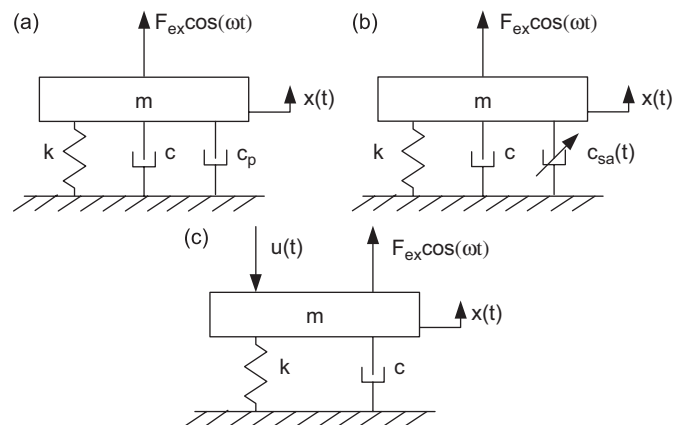 (a)
F_ex cos(ωt)
m
x(t)
k
c
c_p
(b)
F_ex cos(ωt)
m
x(t)
k
c
c_sa(t)
(c)
u(t)
F_ex cos(ωt)
m
x(t)
k
c